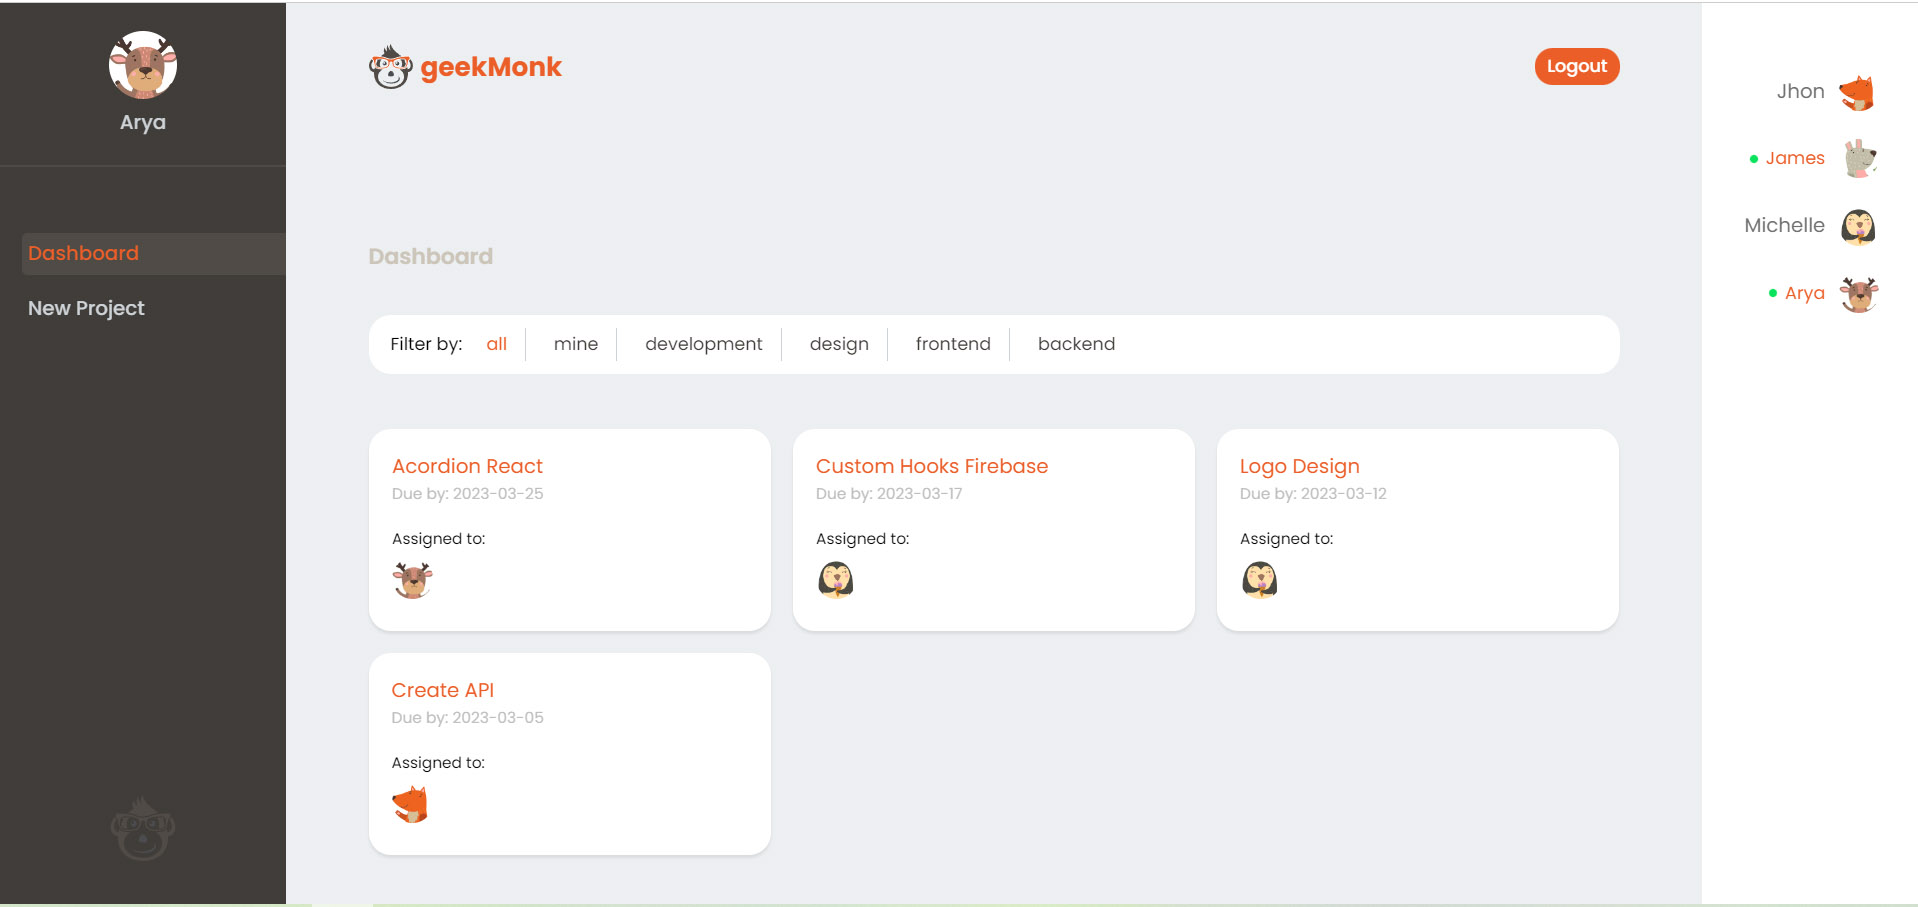 Arya
Dashboard
New Project
geekMonk
Logout
Dashboard
Filter by: all mine development design frontend backend
Acordion React
Due by: 2023-03-25
Assigned to:
Custom Hooks Firebase
Due by: 2023-03-17
Assigned to:
Logo Design
Due by: 2023-03-12
Assigned to:
Create API
Due by: 2023-03-05
Assigned to:
Jhon
James
Michelle
Arya